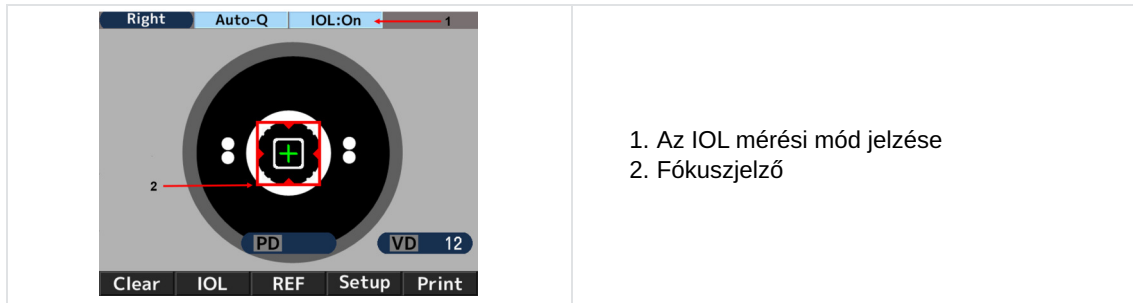 Right Auto-Q IOL:On 1
2
PD VD 12
Clear IOL REF Setup Print
1. Az IOL mérési mód jelzése
2. Fókuszjelző